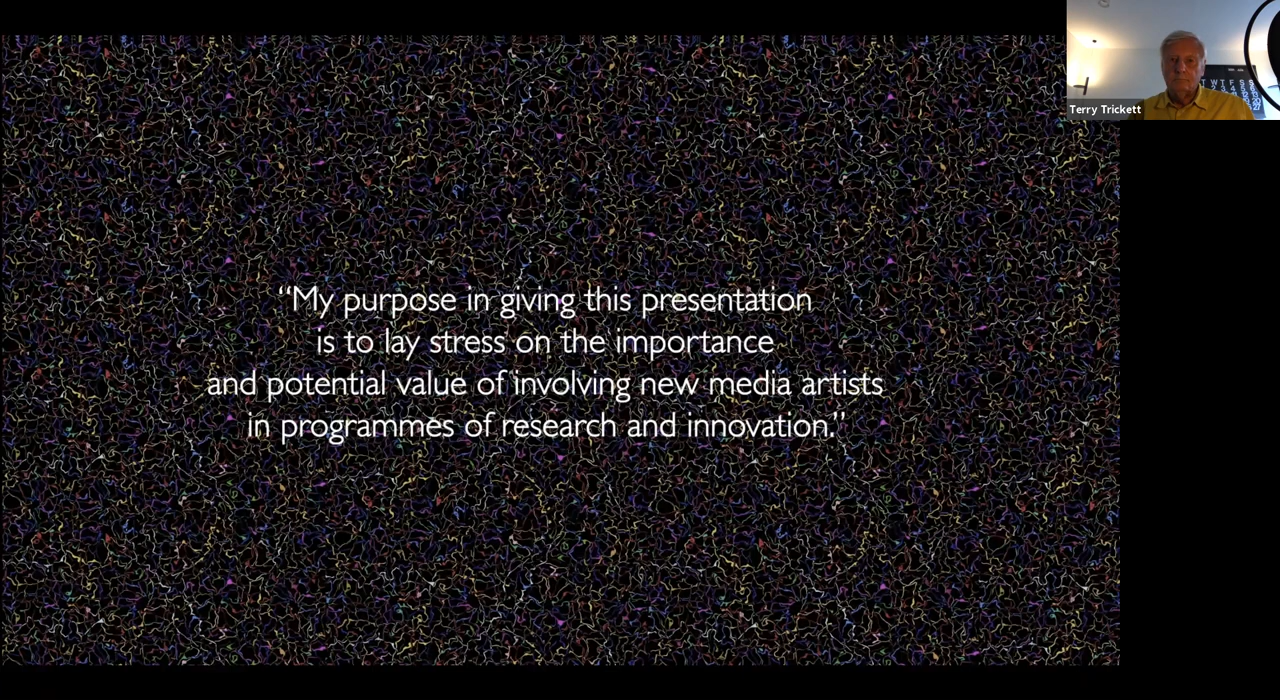 “My purpose in giving this presentation
is to lay stress on the importance
and potential value of involving new media artists
in programmes of research and innovation.”
Terry Trickett